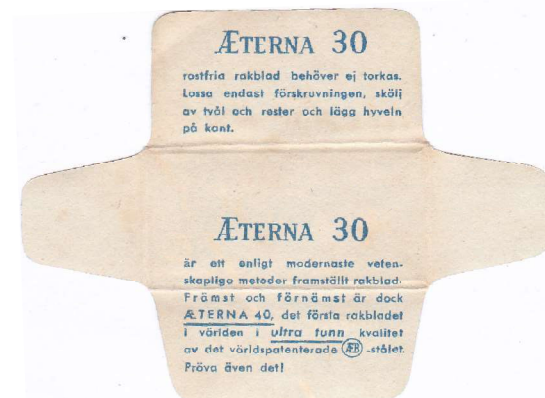 ÆTERNA 30
rostfria rakblad behöver ej torkas.
Lossa endast förskruvningen, skölj
av tvål och rester och lägg hyveln
på kant.
ÆTERNA 30
är ett enligt modernaste veten-
skapliga metoder framställt rakblad.
Främst och förnämst är dock
ÆTERNA 40, det första rakbladet
i världen i ultra tunn kvalitet
av det världspatenterade ÆB -stålet.
Pröva även det!